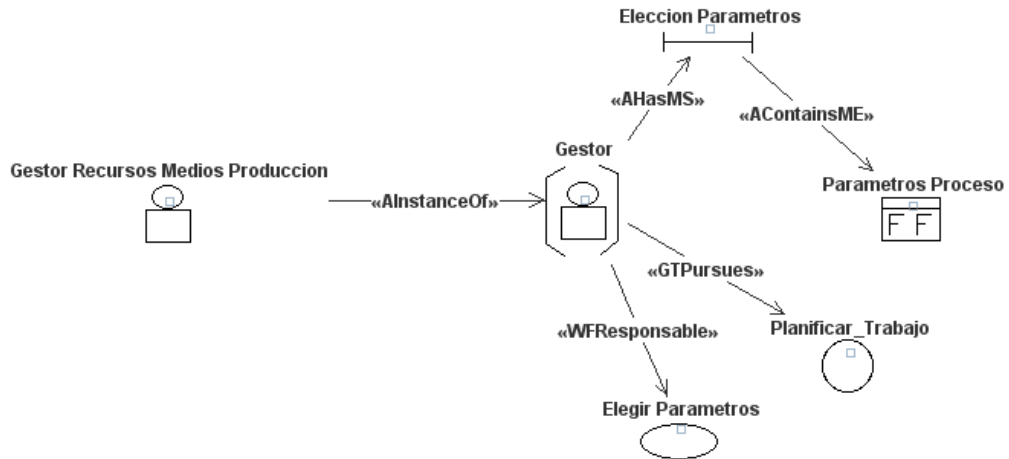 Eleccion Parametros
«AHasMS»
«AContainsME»
Gestor
Gestor Recursos Medios Produccion
Parametros Proceso
«AInstanceOf»
F F
«GTPursues»
Planificar_Trabajo
«WFResponsable»
Elegir Parametros